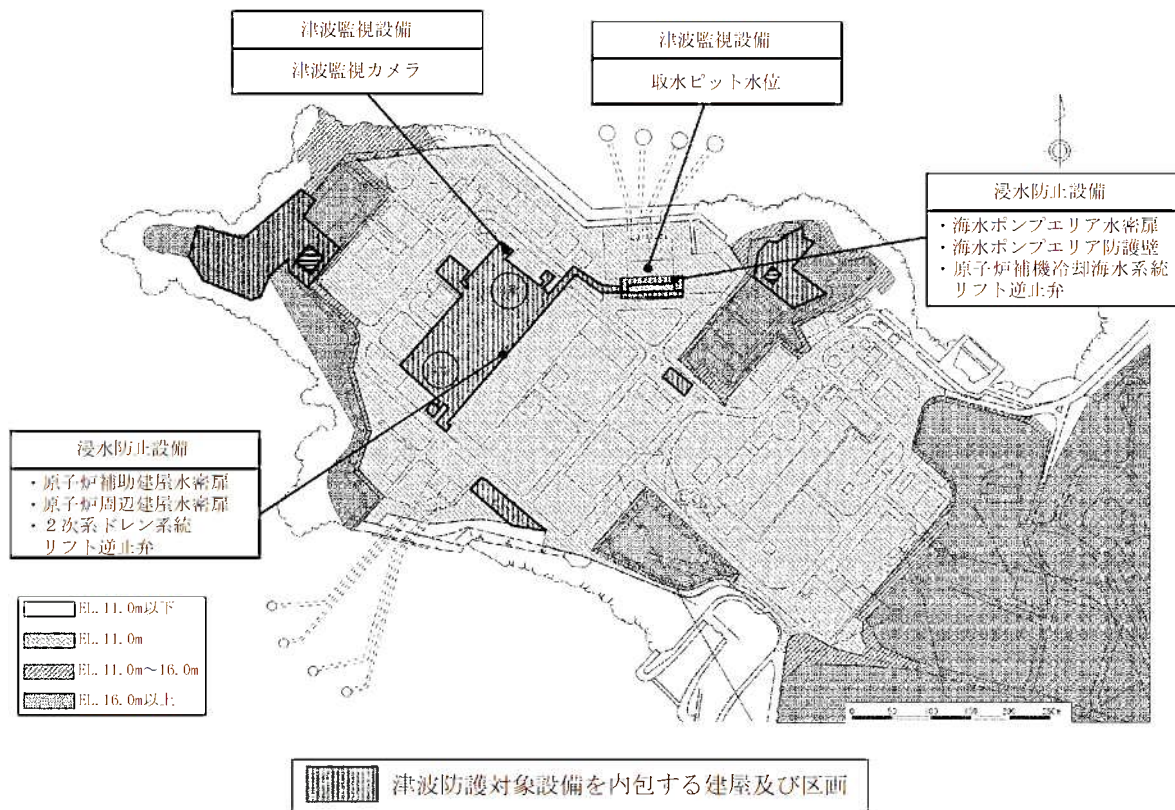 津波監視設備
津波監視カメラ
津波監視設備
取水ピット水位
浸水防止設備
・海水ポンプエリア水密扉
・海水ポンプエリア防護壁
・原子炉補機冷却海水系統
リフト逆止弁
浸水防止設備
・原子炉補助建屋水密扉
・原子炉周辺建屋水密扉
・2次系ドレン系統
リフト逆止弁
EL. 11.0m以下
EL. 11.0m
EL. 11.0m～16.0m
EL. 16.0m以上
0 50 100 150 200 250m
津波防護対象設備を内包する建屋及び区画